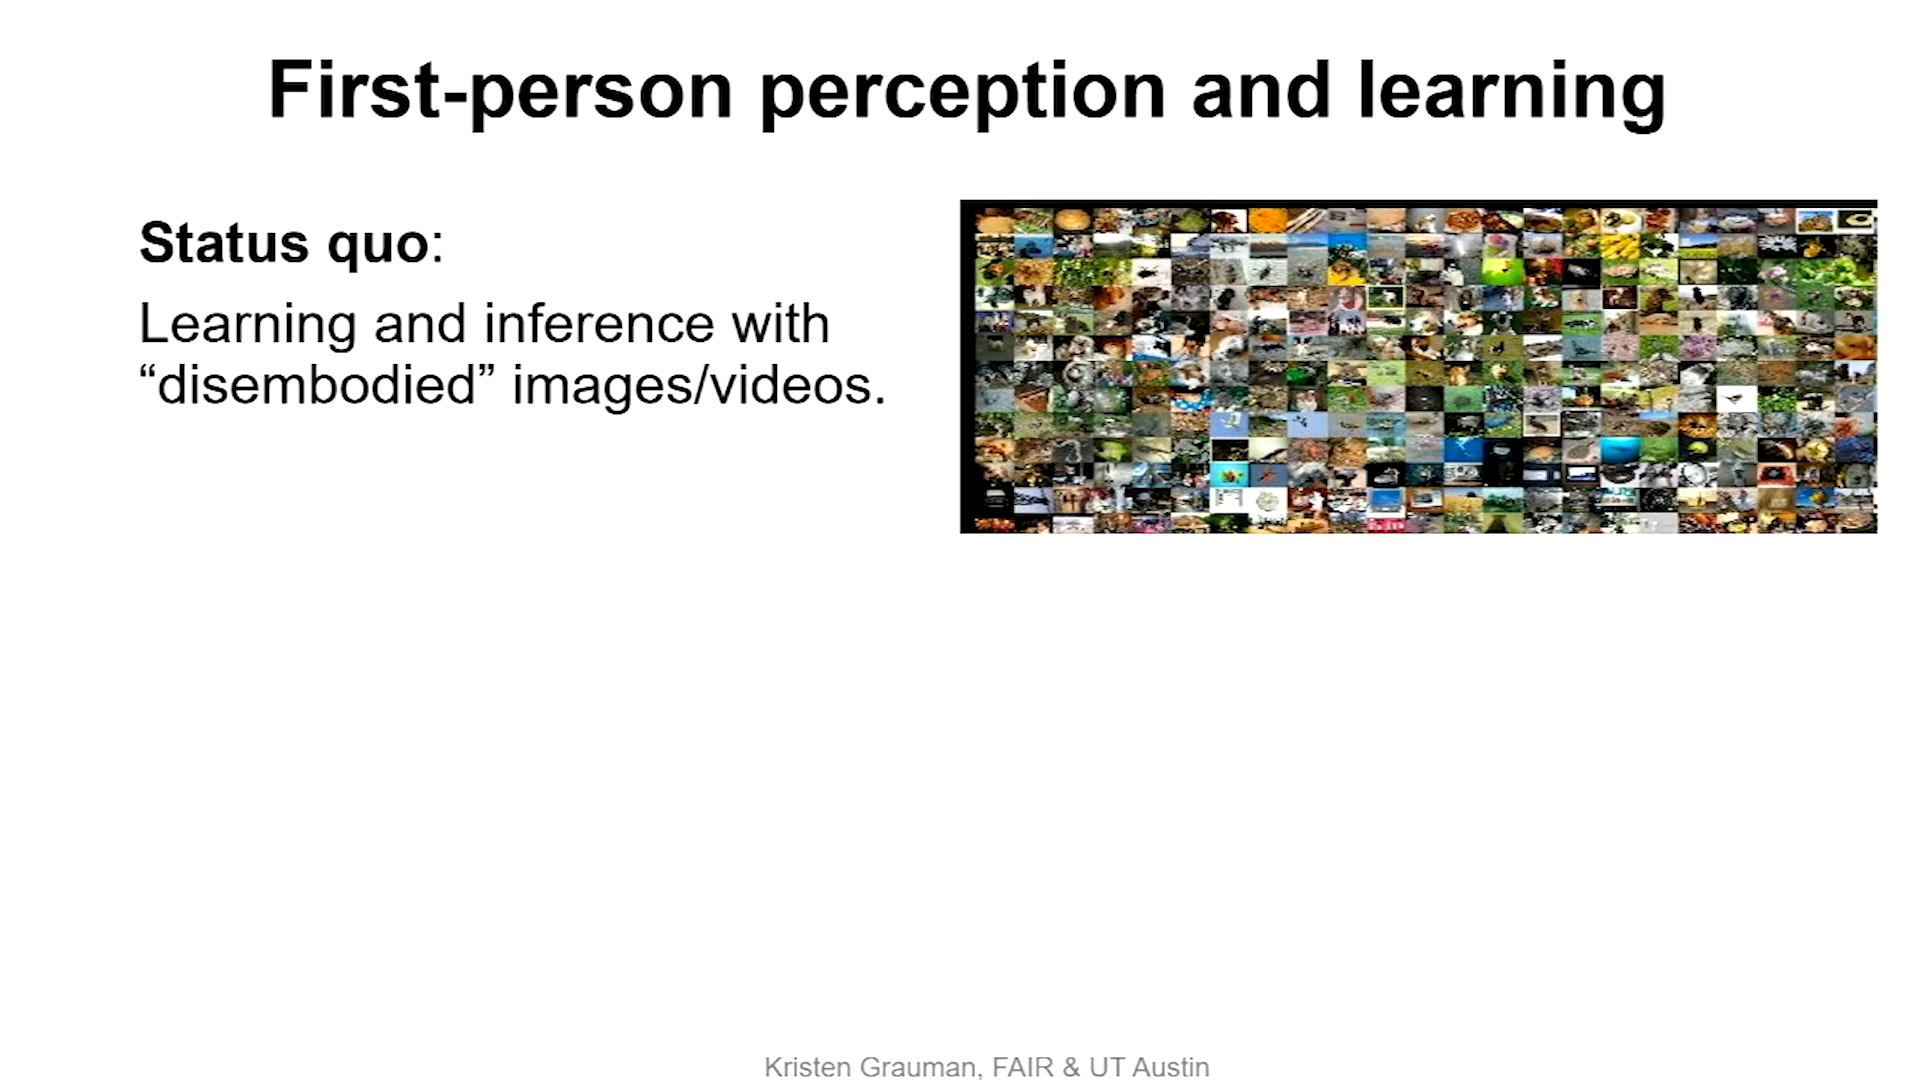 First-person perception and learning
Status quo:
Learning and inference with
“disembodied” images/videos.
Kristen Grauman, FAIR & UT Austin